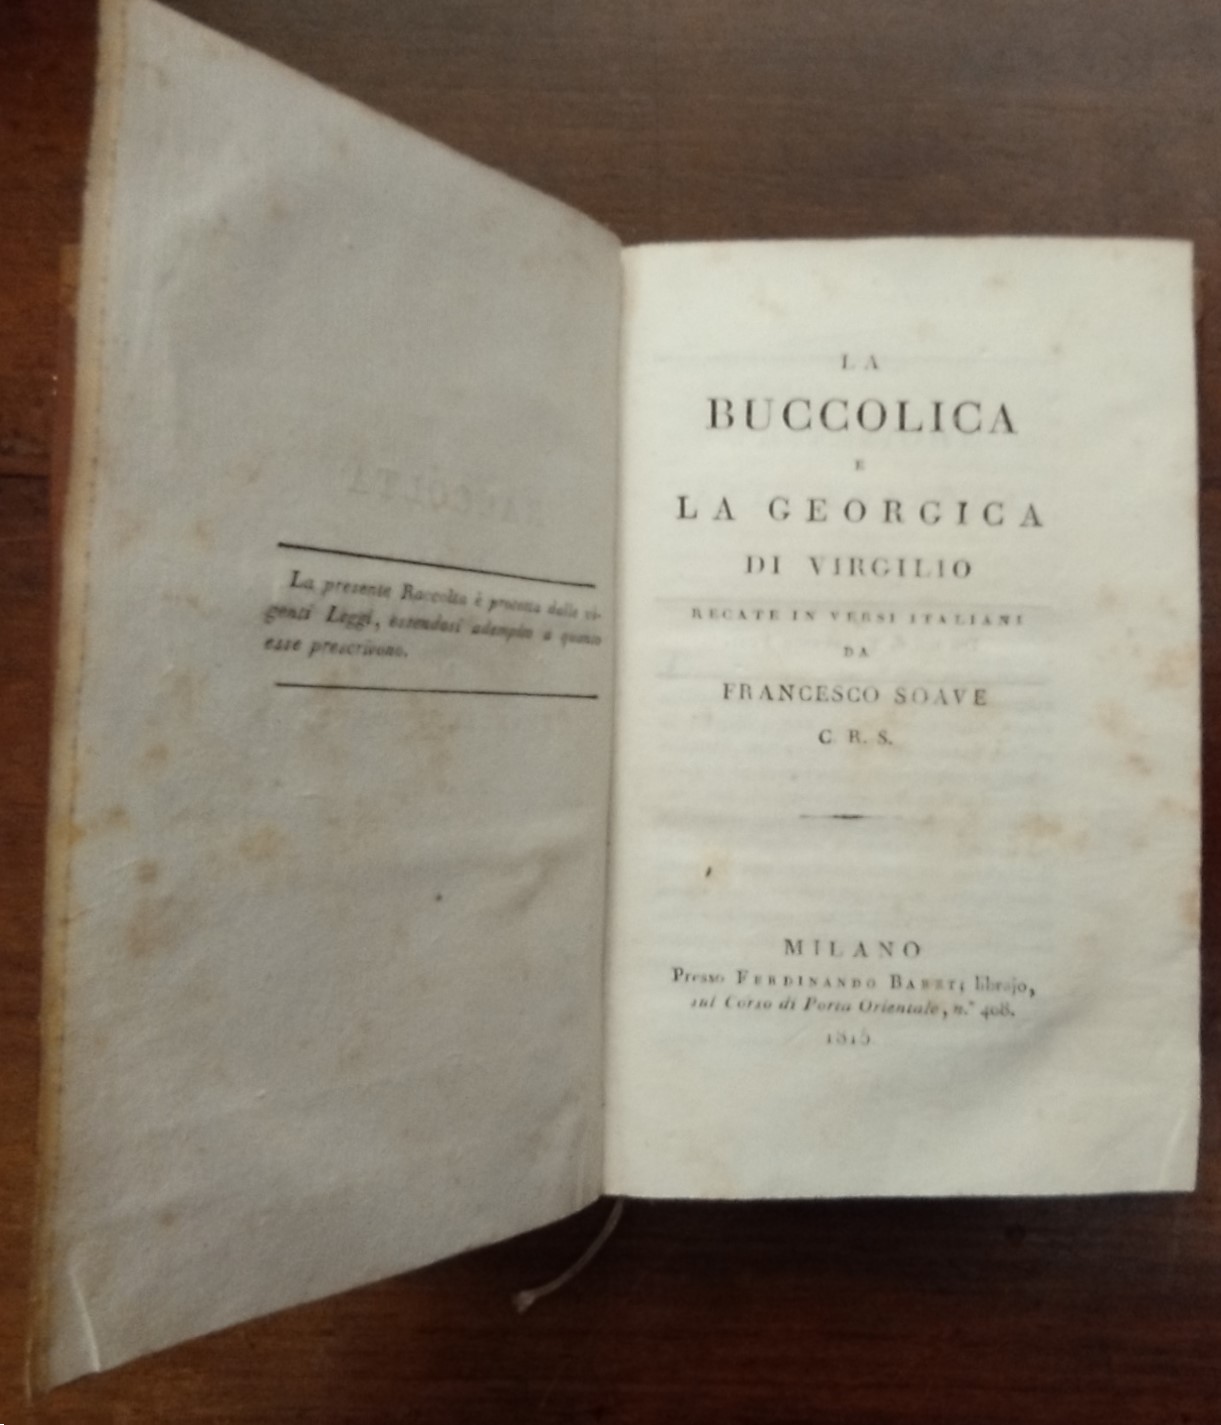 RACCOLTA
La presente Raccolta è protetta dalle vi-
genti Leggi, essendosi adempito a quanto
esse prescrivono.
LA
BUCCOLICA
E
LA GEORGICA
DI VIRGILIO
RECATE IN VERSI ITALIANI
DA
FRANCESCO SOAVE
C. R. S.
MILANO
Presso FERDINANDO BARET, librajo,
sul Corso di Porta Orientale, n.° 408.
1815